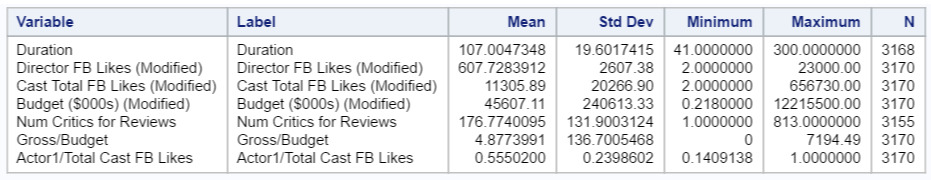 Variable Label Mean Std Dev Minimum Maximum N
Duration Duration 107.0047348 19.6017415 41.0000000 300.0000000 3168
Director FB Likes (Modified) Director FB Likes (Modified) 607.7283912 2607.38 2.0000000 23000.00 3170
Cast Total FB Likes (Modified) Cast Total FB Likes (Modified) 11305.89 20266.90 2.0000000 656730.00 3170
Budget ($000s) (Modified) Budget ($000s) (Modified) 45607.11 240613.33 0.2180000 12215500.00 3170
Num Critics for Reviews Num Critics for Reviews 176.7740095 131.9003124 1.0000000 813.0000000 3155
Gross/Budget Gross/Budget 4.8773991 136.7005468 0 7194.49 3170
Actor1/Total Cast FB Likes Actor1/Total Cast FB Likes 0.5550200 0.2398602 0.1409138 1.0000000 3170